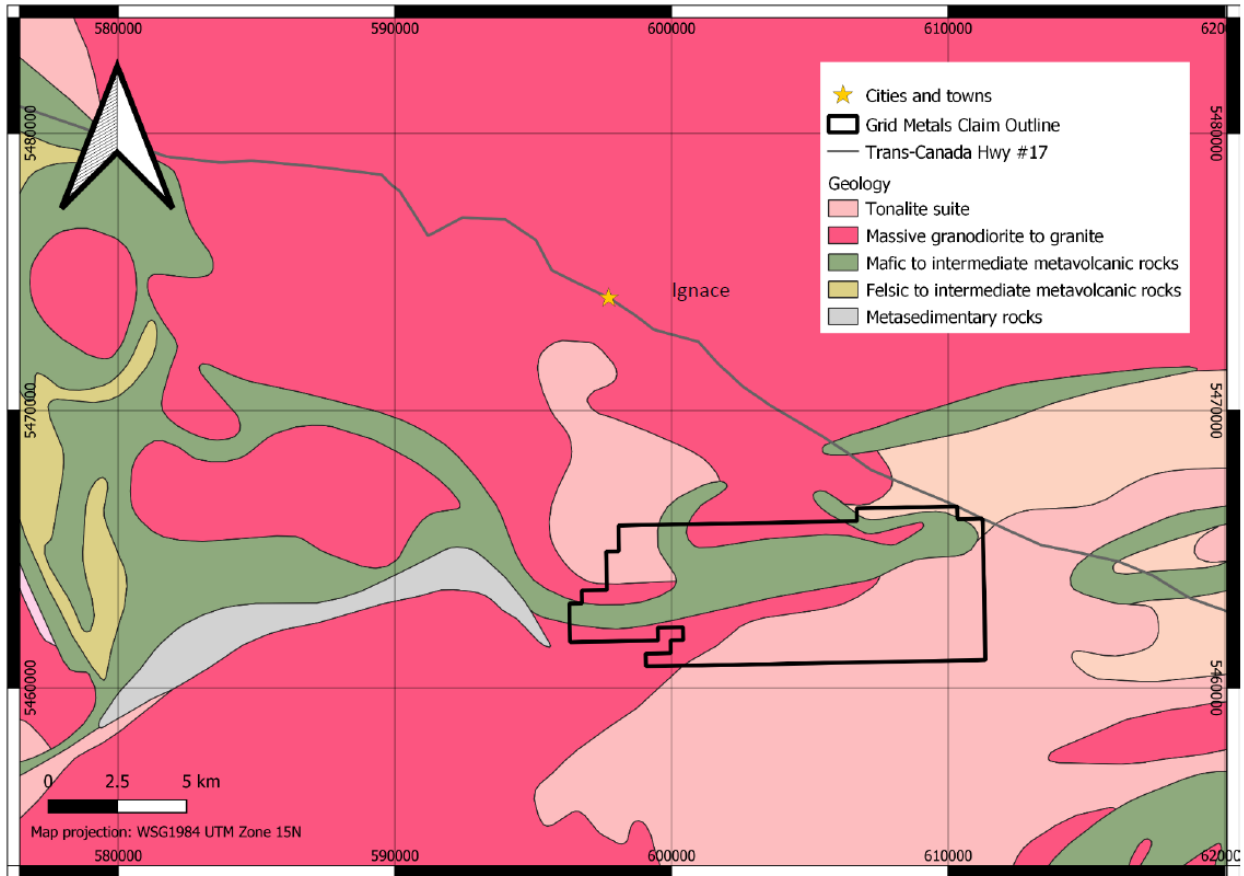 580000
590000
600000
610000
620
5480000
5480000
Cities and towns
Grid Metals Claim Outline
Trans-Canada Hwy #17
Geology
Tonalite suite
Massive granodiorite to granite
Mafic to intermediate metavolcanic rocks
Felsic to intermediate metavolcanic rocks
Metasedimentary rocks
Ignace
5470000
5470000
5460000
5460000
0 2.5 5 km
Map projection: WSG1984 UTM Zone 15N
580000
590000
600000
610000
6200